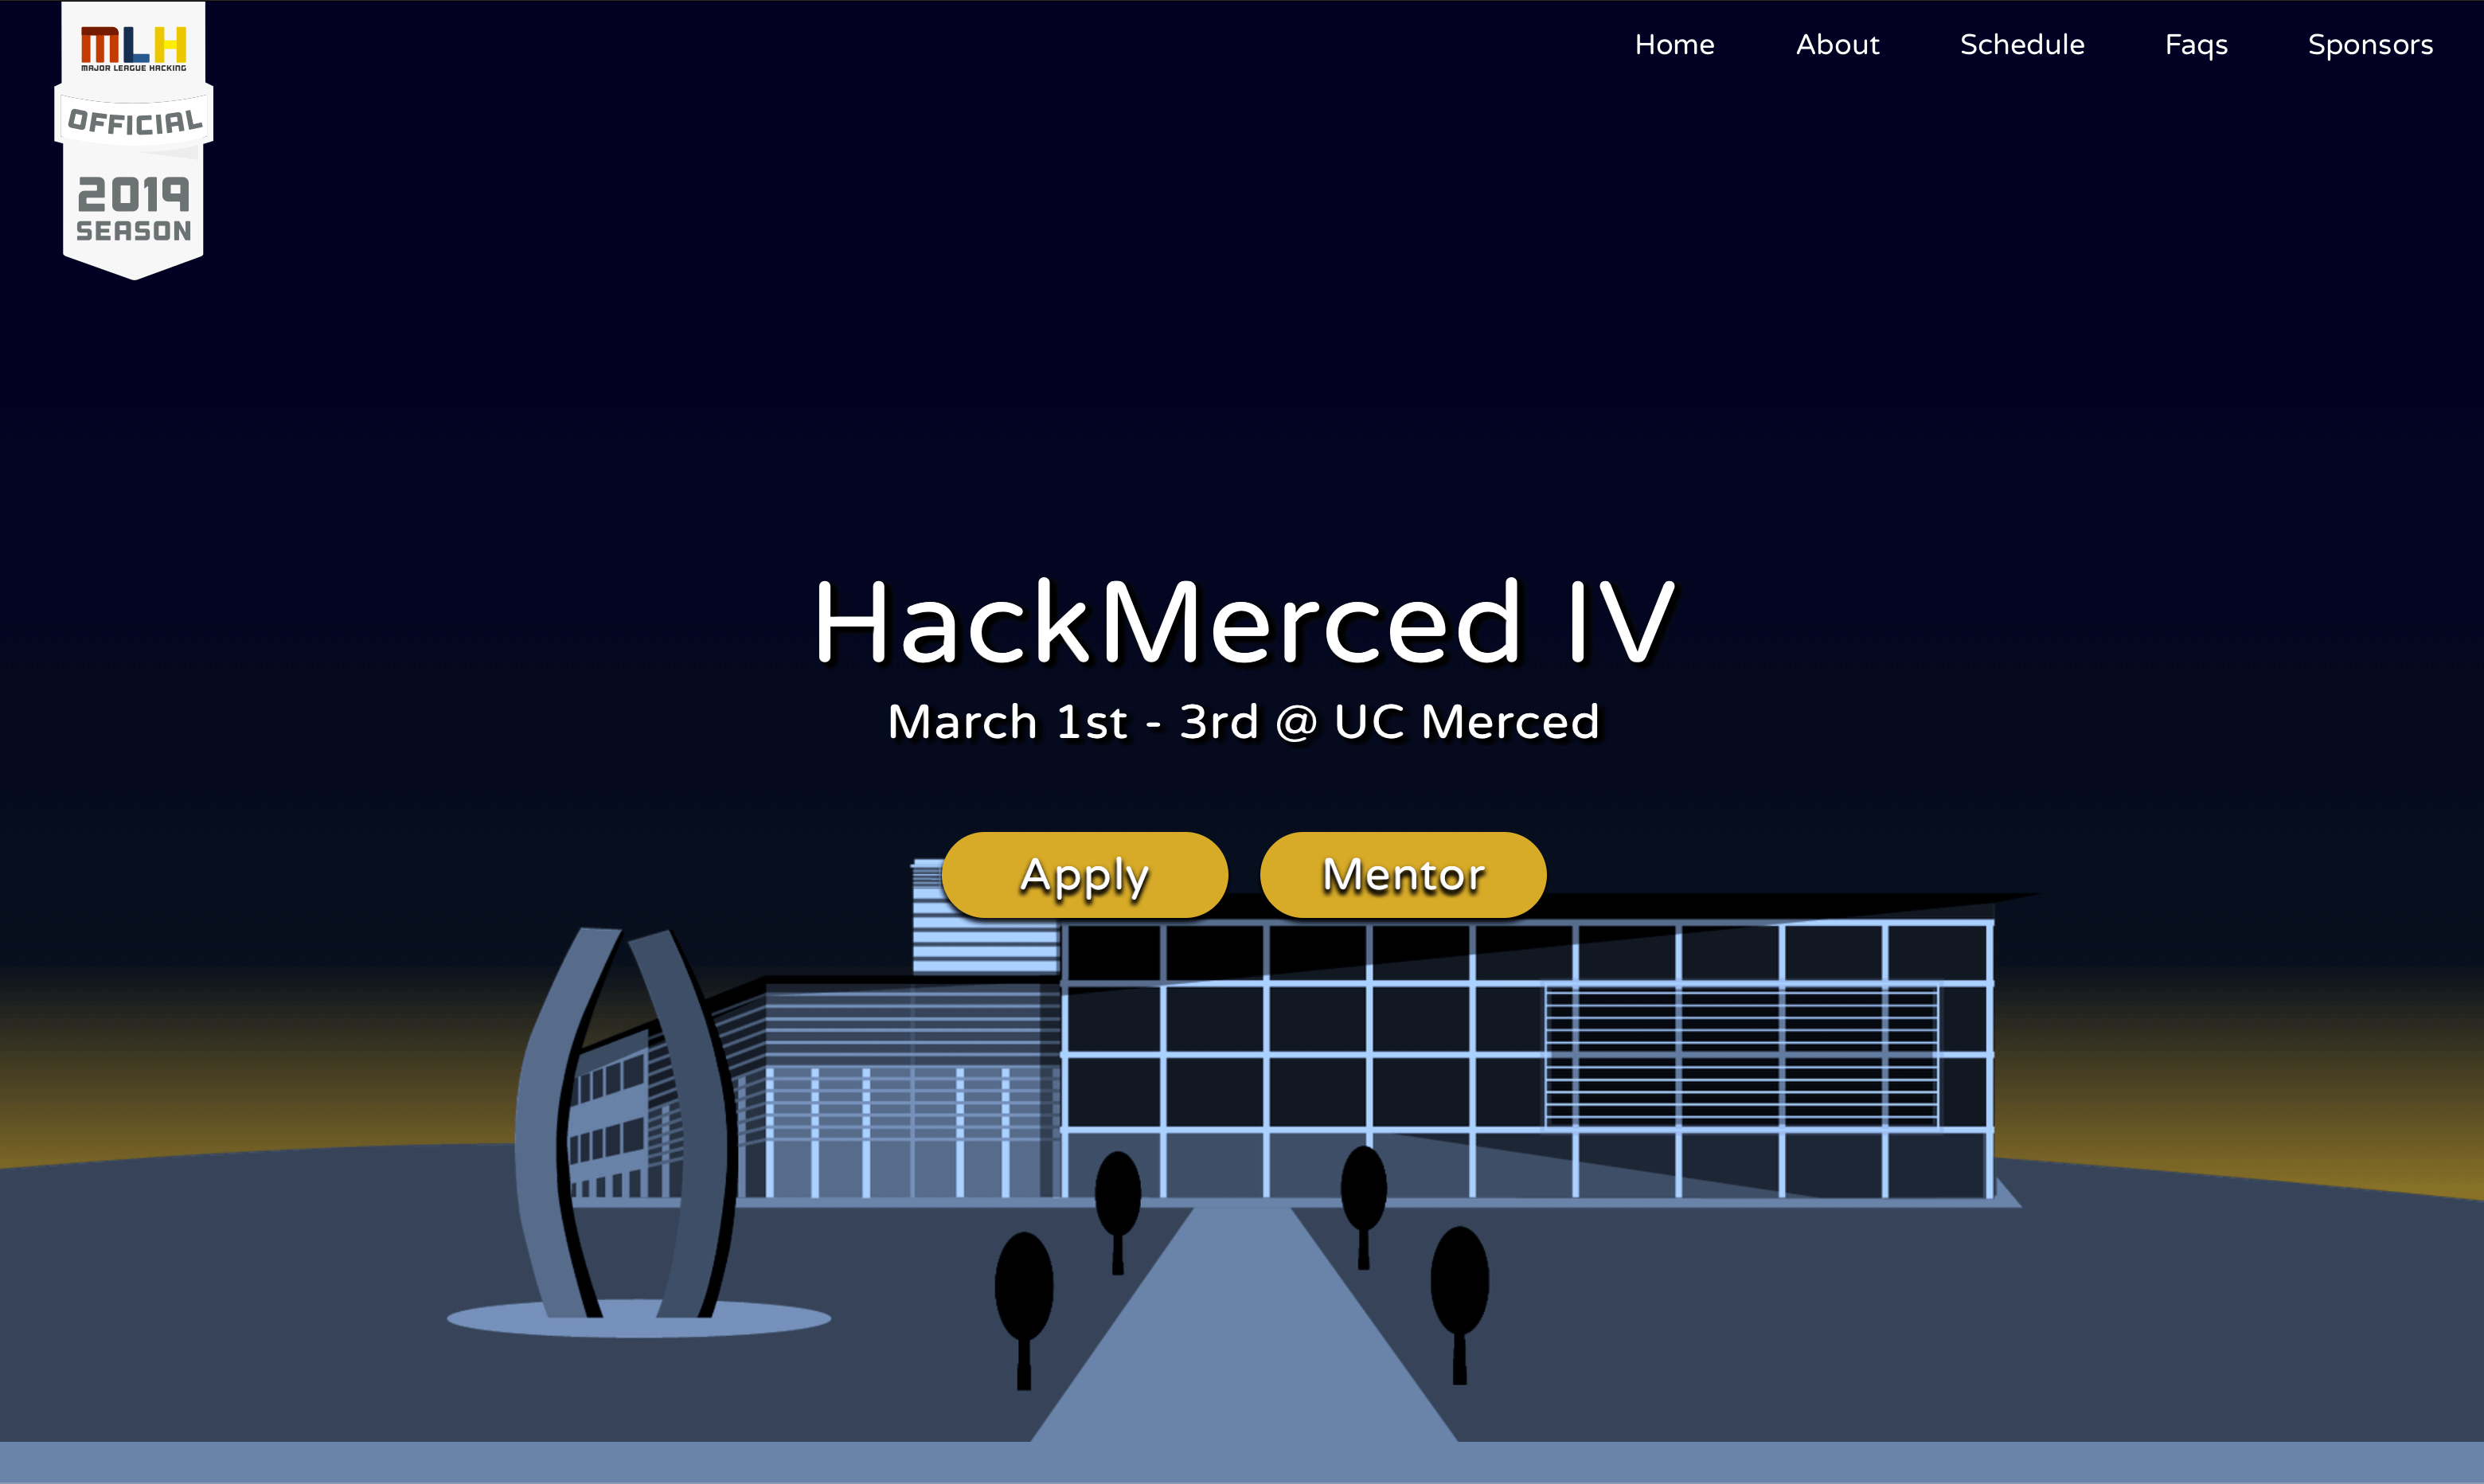 MLH
MAJOR LEAGUE HACKING
OFFICIAL
2019
SEASON
Home About Schedule Faqs Sponsors
HackMerced IV
March 1st - 3rd @ UC Merced
Apply Mentor